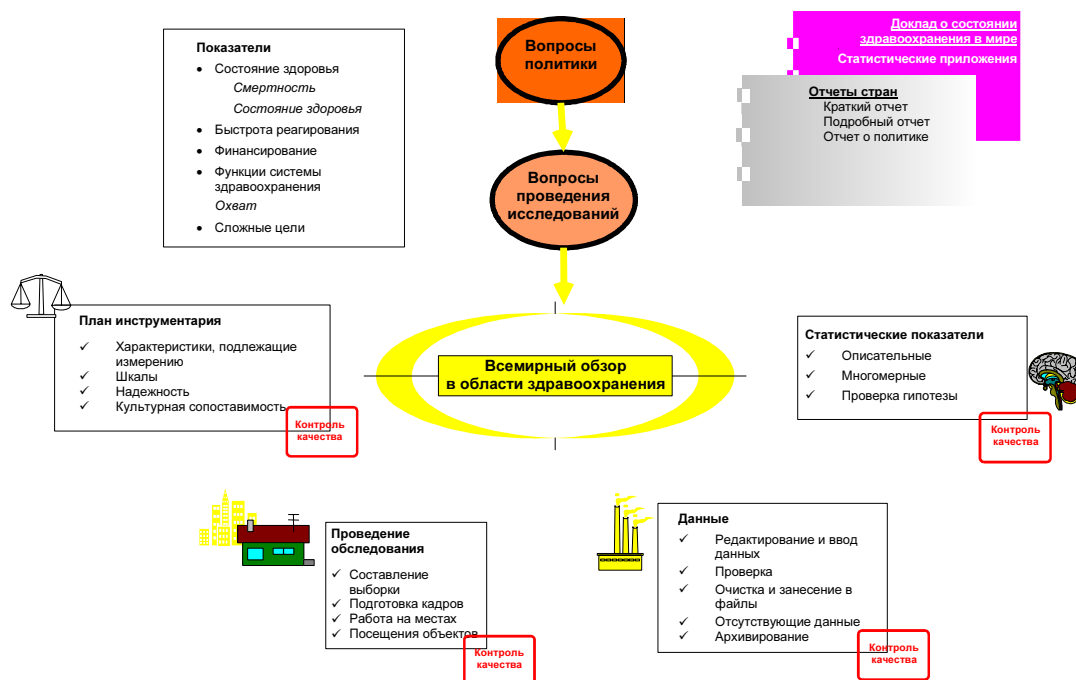 Показатели
Состояние здоровья
Смертность
Состояние здоровья
Быстрота реагирования
Финансирование
Функции системы
здравоохранения
Охват
Сложные цели
Вопросы
политики
Вопросы
проведения
исследований
Доклад о состоянии
здравоохранения в мире
Статистические приложения
Отчеты стран
Краткий отчет
Подробный отчет
Отчет о политике
План инструментария
✓ Характеристики, подлежащие
измерению
✓ Шкалы
✓ Надежность
✓ Культурная сопоставимость
Контроль
качества
Всемирный обзор
в области здравоохранения
Статистические показатели
✓ Описательные
✓ Многомерные
✓ Проверка гипотезы
Контроль
качества
Проведение
обследования
✓ Составление
выборки
✓ Подготовка кадров
✓ Работа на местах
✓ Посещения объектов
Контроль
качества
Данные
✓ Редактирование и ввод
данных
✓ Проверка
✓ Очистка и занесение в
файлы
✓ Отсутствующие данные
✓ Архивирование
Контроль
качества